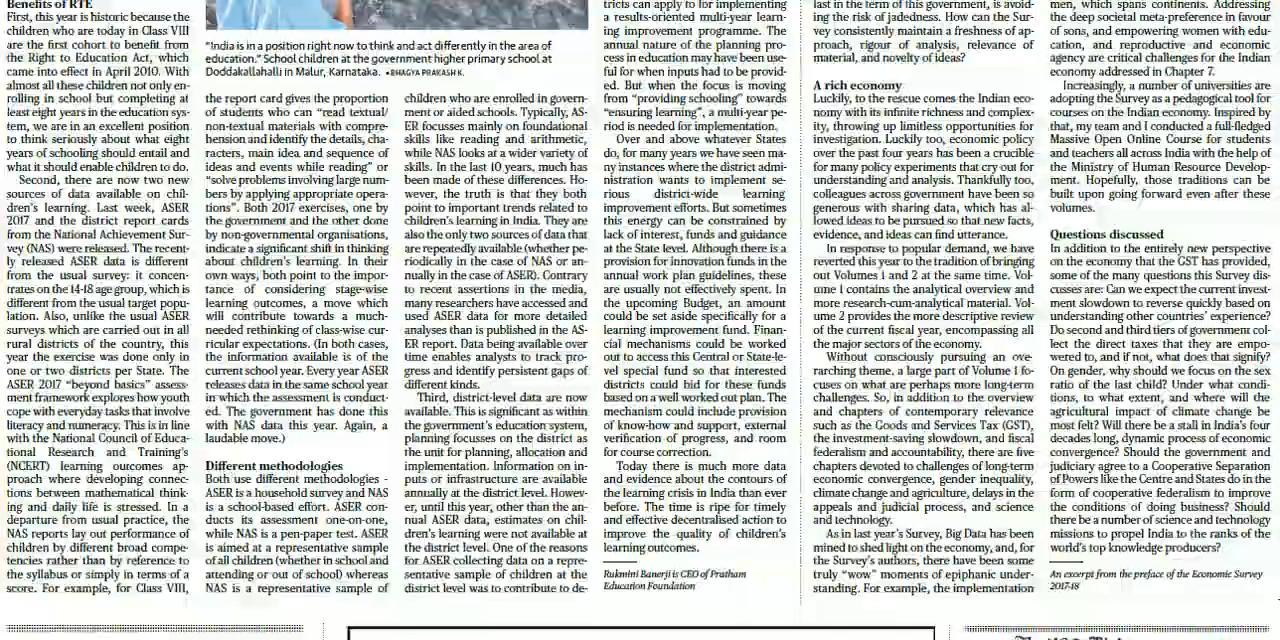 Benefits of RTE
First, this year is historic because the
children who are today in Class VIII
are the first cohort to benefit from
the Right to Education Act, which
came into effect in April 2010. With
almost all these children not only en-
rolling in school but completing at
least eight years in the education sys-
tem, we are in an excellent position
to think seriously about what eight
years of schooling should entail and
what it should enable children to do.
Second, there are now two new
sources of data available on chil-
dren's learning. Last week, ASER
2017 and the district report cards
from the National Achievement Sur-
vey (NAS) were released. The recent-
ly released ASER data is different
from the usual survey: it concen-
trates on the 14-18 age group, which is
different from the usual target popu-
lation. Also, unlike the usual ASER
surveys which are carried out in all
rural districts of the country, this
year the exercise was done only in
one or two districts per State. The
ASER 2017 “beyond basics” assess-
ment framework explores how youth
cope with everyday tasks that involve
literacy and numeracy. This is in line
with the National Council of Educa-
tional Research and Training's
(NCERT) learning outcomes ap-
proach where developing connec-
tions between mathematical think-
ing and daily life is stressed. In a
departure from usual practice, the
NAS reports lay out performance of
children by different broad compe-
tencies rather than by reference to
the syllabus or simply in terms of a
score. For example, for Class VIII,
“India is in a position right now to think and act differently in the area of
education.” School children at the government higher primary school at
Doddakallahalli in Malur, Karnataka. •BHAGYA PRAKASH K.
the report card gives the proportion
of students who can “read textual/
non-textual materials with compre-
hension and identify the details, cha-
racters, main idea and sequence of
ideas and events while reading” or
“solve problems involving large num-
bers by applying appropriate opera-
tions”. Both 2017 exercises, one by
the government and the other done
by non-governmental organisations,
indicate a significant shift in thinking
about children's learning. In their
own ways, both point to the impor-
tance of considering stage-wise
learning outcomes, a move which
will contribute towards a much-
needed rethinking of class-wise cur-
ricular expectations. (In both cases,
the information available is of the
current school year. Every year ASER
releases data in the same school year
in which the assessment is conduct-
ed. The government has done this
with NAS data this year. Again, a
laudable move.)
Different methodologies
Both use different methodologies -
ASER is a household survey and NAS
is a school-based effort. ASER con-
ducts its assessment one-on-one,
while NAS is a pen-paper test. ASER
is aimed at a representative sample
of all children (whether in school and
attending or out of school) whereas
NAS is a representative sample of
children who are enrolled in govern-
ment or aided schools. Typically, AS-
ER focusses mainly on foundational
skills like reading and arithmetic,
while NAS looks at a wider variety of
skills. In the last 10 years, much has
been made of these differences. Ho-
wever, the truth is that they both
point to important trends related to
children's learning in India. They are
also the only two sources of data that
are repeatedly available (whether pe-
riodically in the case of NAS or an-
nually in the case of ASER). Contrary
to recent assertions in the media,
many researchers have accessed and
used ASER data for more detailed
analyses than is published in the AS-
ER report. Data being available over
time enables analysts to track pro-
gress and identify persistent gaps of
different kinds.
Third, district-level data are now
available. This is significant as within
the government's education system,
planning focusses on the district as
the unit for planning, allocation and
implementation. Information on in-
puts or infrastructure are available
annually at the district level. Howev-
er, until this year, other than the an-
nual ASER data, estimates on chil-
dren's learning were not available at
the district level. One of the reasons
for ASER collecting data on a repre-
sentative sample of children at the
district level was to contribute to de-
tricts can apply to for implementing
a results-oriented multi-year learn-
ing improvement programme. The
annual nature of the planning pro-
cess in education may have been use-
ful for when inputs had to be provid-
ed. But when the focus is moving
from “providing schooling” towards
“ensuring learning”, a multi-year pe-
riod is needed for implementation.
Over and above whatever States
do, for many years we have seen ma-
ny instances where the district admi-
nistration wants to implement se-
rious district-wide learning
improvement efforts. But sometimes
this energy can be constrained by
lack of interest, funds and guidance
at the State level. Although there is a
provision for innovation funds in the
annual work plan guidelines, these
are usually not effectively spent. In
the upcoming Budget, an amount
could be set aside specifically for a
learning improvement fund. Finan-
cial mechanisms could be worked
out to access this Central or State-le-
vel special fund so that interested
districts could bid for these funds
based on a well worked out plan. The
mechanism could include provision
of know-how and support, external
verification of progress, and room
for course correction.
Today there is much more data
and evidence about the contours of
the learning crisis in India than ever
before. The time is ripe for timely
and effective decentralised action to
improve the quality of children's
learning outcomes.
Rukmini Banerji is CEO of Pratham
Education Foundation
last in the term of this government, is avoid-
ing the risk of jadedness. How can the Sur-
vey consistently maintain a freshness of ap-
proach, rigour of analysis, relevance of
material, and novelty of ideas?
A rich economy
Luckily, to the rescue comes the Indian eco-
nomy with its infinite richness and complex-
ity, throwing up limitless opportunities for
investigation. Luckily too, economic policy
over the past four years has been a crucible
for many policy experiments that cry out for
understanding and analysis. Thankfully too,
colleagues across government have been so
generous with sharing data, which has al-
lowed ideas to be pursued so that new facts,
evidence, and ideas can find utterance.
In response to popular demand, we have
reverted this year to the tradition of bringing
out Volumes 1 and 2 at the same time. Vol-
ume 1 contains the analytical overview and
more research-cum-analytical material. Vol-
ume 2 provides the more descriptive review
of the current fiscal year, encompassing all
the major sectors of the economy.
Without consciously pursuing an ove-
rarching theme, a large part of Volume 1 fo-
cuses on what are perhaps more long-term
challenges. So, in addition to the overview
and chapters of contemporary relevance
such as the Goods and Services Tax (GST),
the investment-saving slowdown, and fiscal
federalism and accountability, there are five
chapters devoted to challenges of long-term
economic convergence, gender inequality,
climate change and agriculture, delays in the
appeals and judicial process, and science
and technology.
As in last year's Survey, Big Data has been
mined to shed light on the economy, and, for
the Survey's authors, there have been some
truly “wow” moments of epiphanic under-
standing. For example, the implementation
men, which spans continents. Addressing
the deep societal meta-preference in favour
of sons, and empowering women with edu-
cation, and reproductive and economic
agency are critical challenges for the Indian
economy addressed in Chapter 7.
Increasingly, a number of universities are
adopting the Survey as a pedagogical tool for
courses on the Indian economy. Inspired by
that, my team and I conducted a full-fledged
Massive Open Online Course for students
and teachers all across India with the help of
the Ministry of Human Resource Develop-
ment. Hopefully, those traditions can be
built upon going forward even after these
volumes.
Questions discussed
In addition to the entirely new perspective
on the economy that the GST has provided,
some of the many questions this Survey dis-
cusses are: Can we expect the current invest-
ment slowdown to reverse quickly based on
understanding other countries' experience?
Do second and third tiers of government col-
lect the direct taxes that they are empo-
wered to, and if not, what does that signify?
On gender, why should we focus on the sex
ratio of the last child? Under what condi-
tions, to what extent, and where will the
agricultural impact of climate change be
most felt? Will there be a stall in India's four
decades long, dynamic process of economic
convergence? Should the government and
judiciary agree to a Cooperative Separation
of Powers like the Centre and States do in the
form of cooperative federalism to improve
the conditions of doing business? Should
there be a number of science and technology
missions to propel India to the ranks of the
world's top knowledge producers?
An excerpt from the preface of the Economic Survey
2017-18